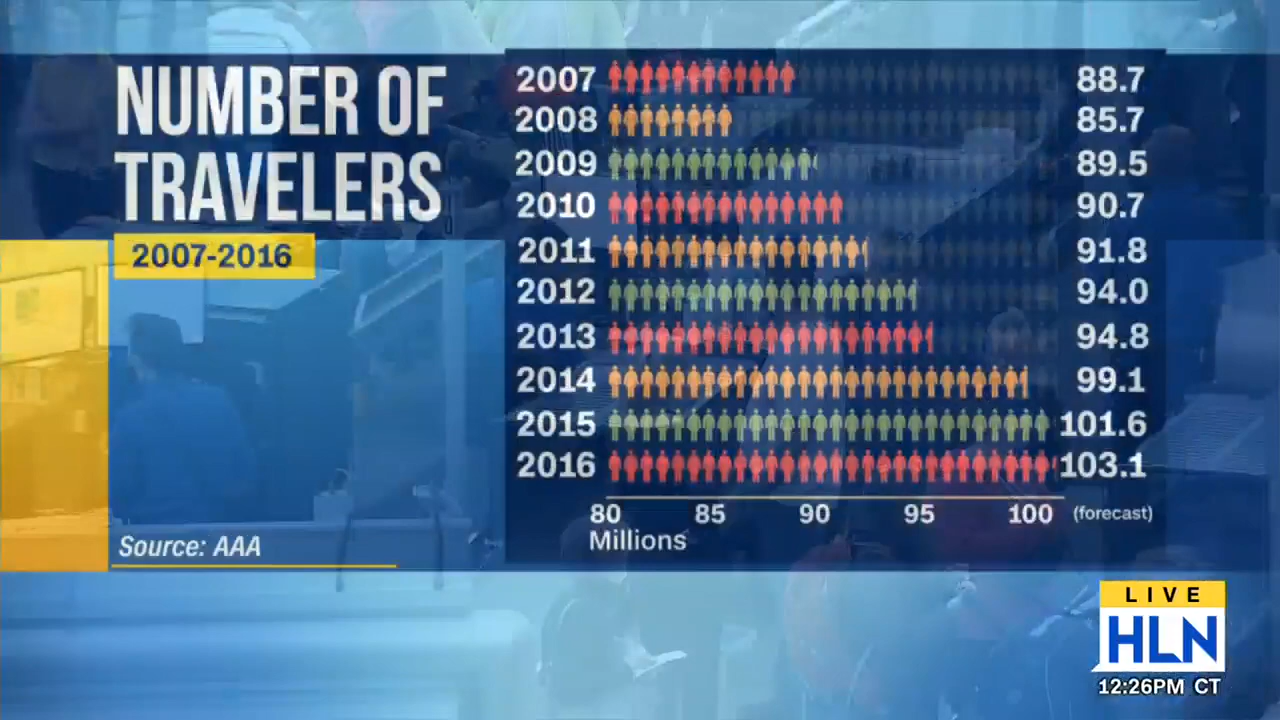 NUMBER OF
TRAVELERS
2007-2016
2007 88.7
2008 85.7
2009 89.5
2010 90.7
2011 91.8
2012 94.0
2013 94.8
2014 99.1
2015 101.6
2016 103.1
80 85 90 95 100 (forecast)
Millions
Source: AAA
LIVE
HLN
12:26PM CT